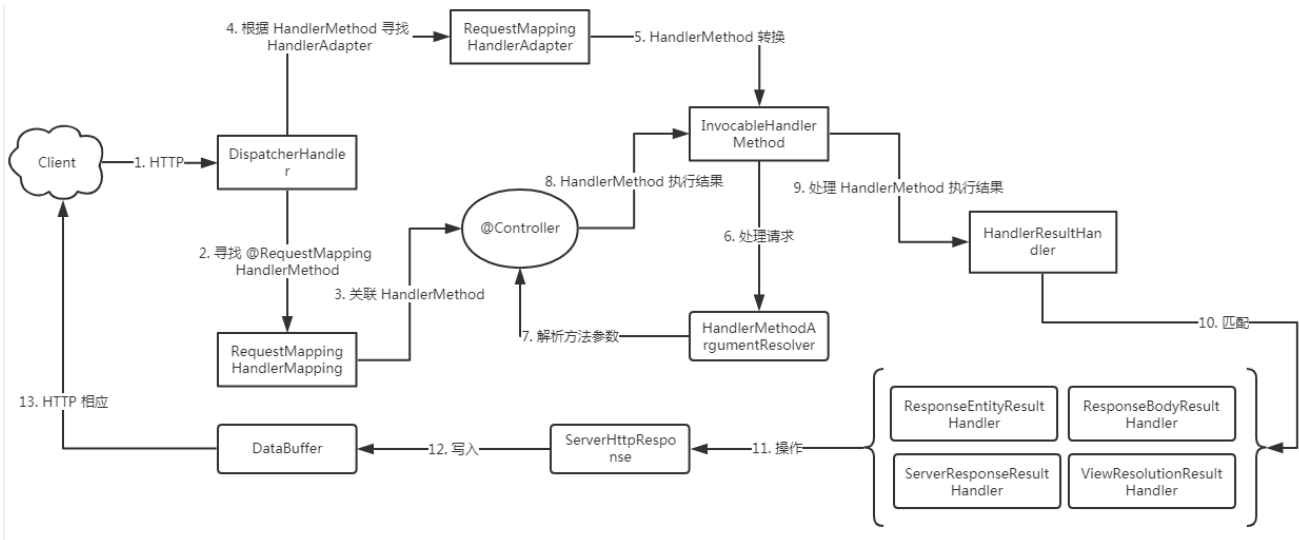 4. 根据 HandlerMethod 寻找
HandlerAdapter
RequestMapping
HandlerAdapter
5. HandlerMethod 转换
Client
1. HTTP
DispatcherHandle
r
InvocableHandler
Method
8. HandlerMethod 执行结果
9. 处理 HandlerMethod 执行结果
@Controller
6. 处理请求
HandlerResultHan
dler
2. 寻找 @RequestMapping
HandlerMethod
3. 关联 HandlerMethod
RequestMapping
HandlerMapping
7. 解析方法参数
HandlerMethodA
rgumentResolver
10. 匹配
13. HTTP 相应
DataBuffer
12. 写入
ServerHttpRespo
nse
11. 操作
ResponseEntityResult
Handler
ResponseBodyResult
Handler
ServerResponseResult
Handler
ViewResolutionResult
Handler